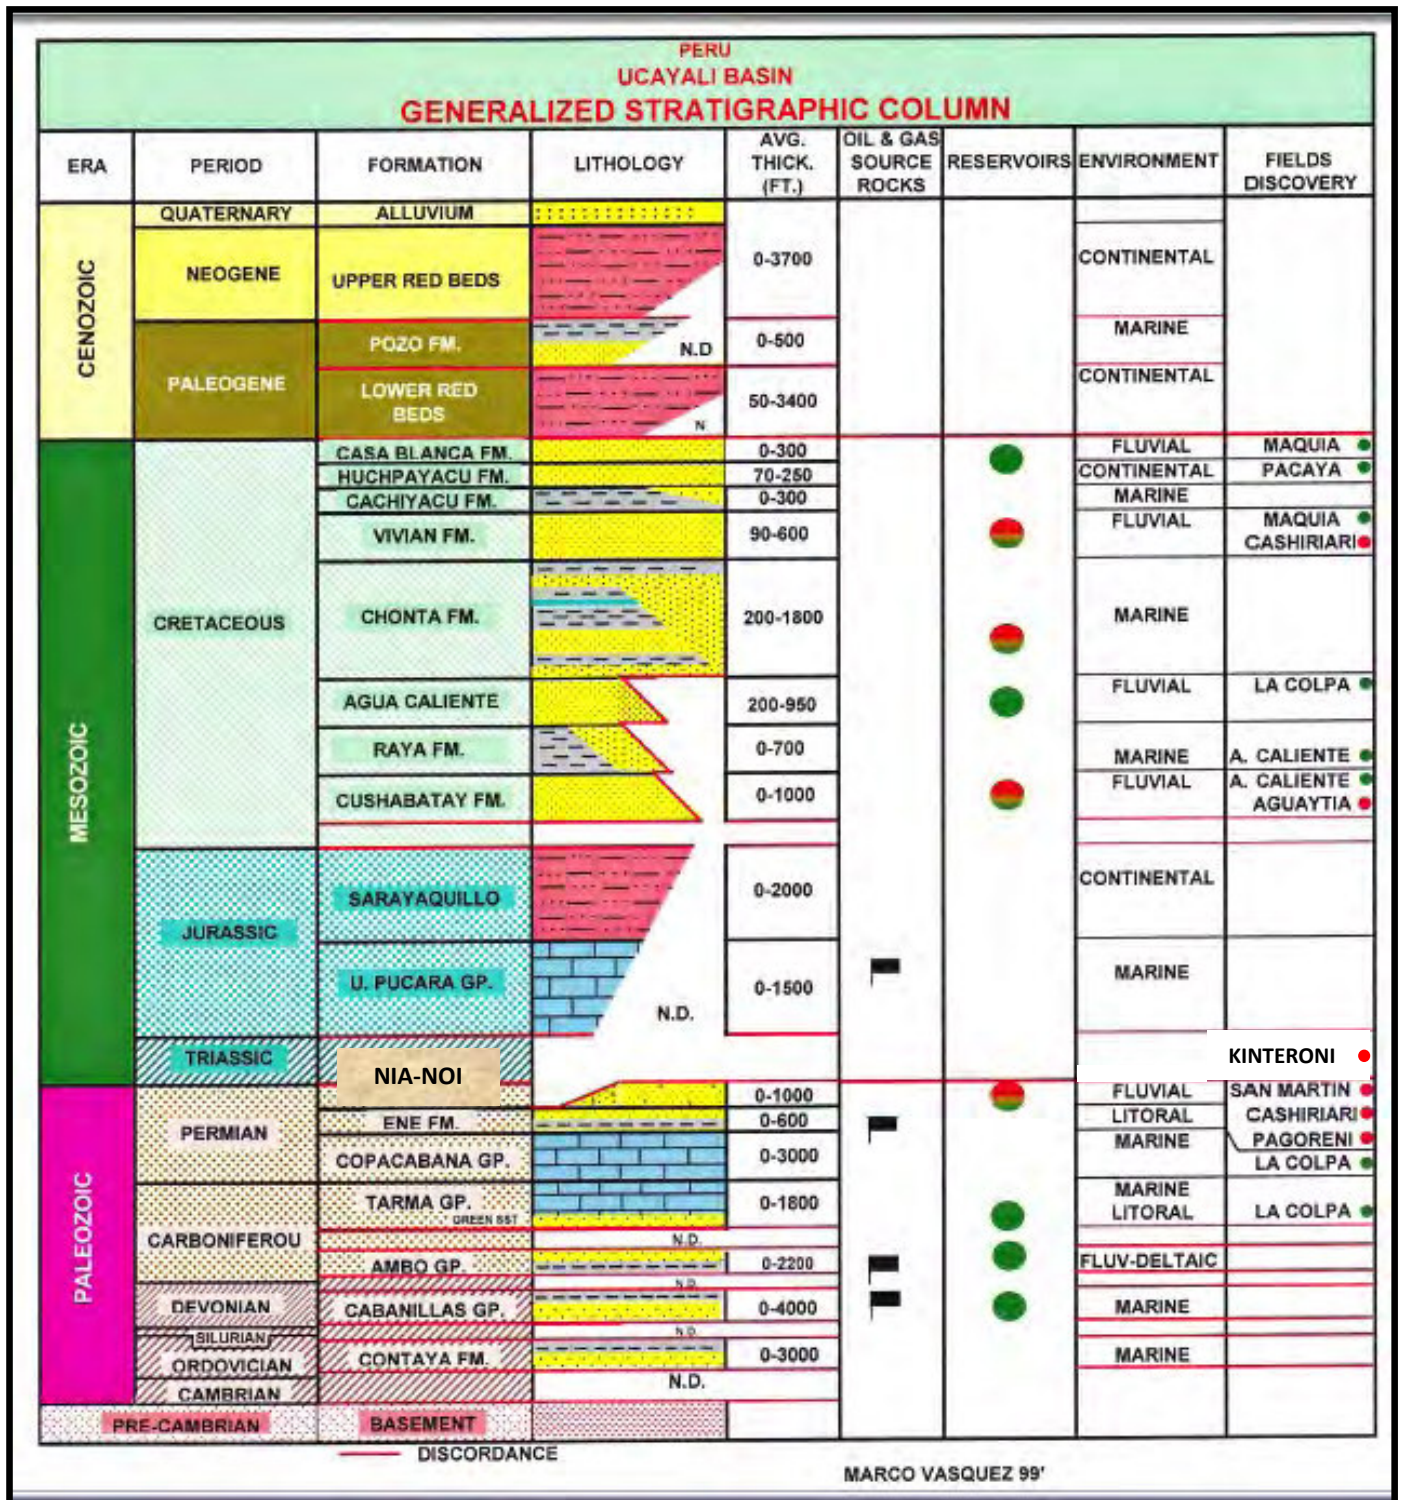 PERU
UCAYALI BASIN
GENERALIZED STRATIGRAPHIC COLUMN
ERA PERIOD FORMATION LITHOLOGY AVG. THICK. (FT.) OIL & GAS SOURCE ROCKS RESERVOIRS ENVIRONMENT FIELDS DISCOVERY
CENOZOIC
QUATERNARY ALLUVIUM
NEOGENE UPPER RED BEDS 0-3700 CONTINENTAL
PALEOGENE
POZO FM. N.D 0-500 MARINE
LOWER RED BEDS N 50-3400 CONTINENTAL
MESOZOIC
CRETACEOUS
CASA BLANCA FM. 0-300 FLUVIAL MAQUIA
HUCHPAYACU FM. 70-250 CONTINENTAL PACAYA
CACHIYACU FM. 0-300 MARINE
VIVIAN FM. 90-600 FLUVIAL MAQUIA
CASHIRIARI
CHONTA FM. 200-1800 MARINE
AGUA CALIENTE 200-950 FLUVIAL LA COLPA
RAYA FM. 0-700 MARINE A. CALIENTE
CUSHABATAY FM. 0-1000 FLUVIAL A. CALIENTE
AGUAYTIA
JURASSIC
SARAYAQUILLO 0-2000 CONTINENTAL
U. PUCARA GP. N.D. 0-1500 MARINE
TRIASSIC KINTERONI
NIA-NOI 0-1000 FLUVIAL SAN MARTIN
PALEOZOIC
PERMIAN
ENE FM. 0-600 LITORAL CASHIRIARI
COPACABANA GP. 0-3000 MARINE PAGORENI
LA COLPA
CARBONIFEROU
TARMA GP. 0-1800 MARINE
GREEN SST LITORAL LA COLPA
N.D.
AMBO GP. 0-2200 FLUV-DELTAIC
N.D.
DEVONIAN CABANILLAS GP. 0-4000 MARINE
SILURIAN N.D.
ORDOVICIAN CONTAYA FM. 0-3000 MARINE
CAMBRIAN N.D.
PRE-CAMBRIAN BASEMENT
DISCORDANCE
MARCO VASQUEZ 99'